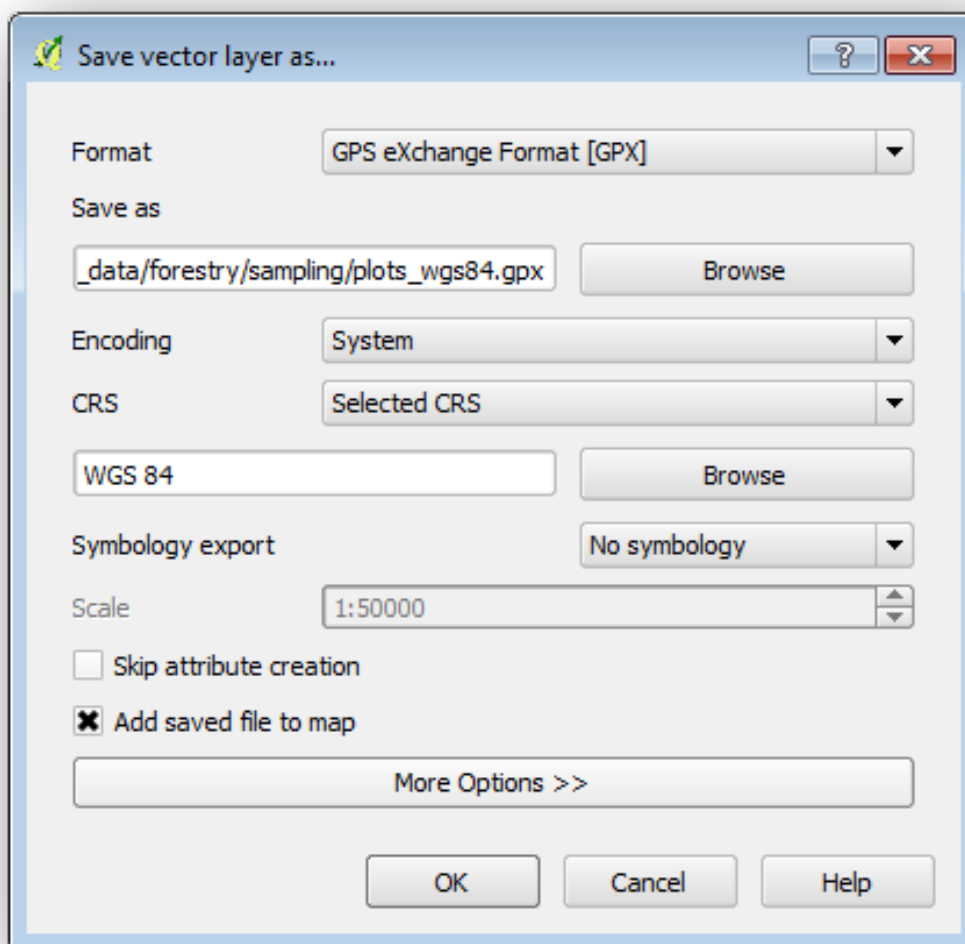 Save vector layer as...
Format GPS eXchange Format [GPX]
Save as
_data/forestry/sampling/plots_wgs84.gpx Browse
Encoding System
CRS Selected CRS
WGS 84 Browse
Symbology export No symbology
Scale 1:50000
Skip attribute creation
Add saved file to map
More Options >>
OK Cancel Help